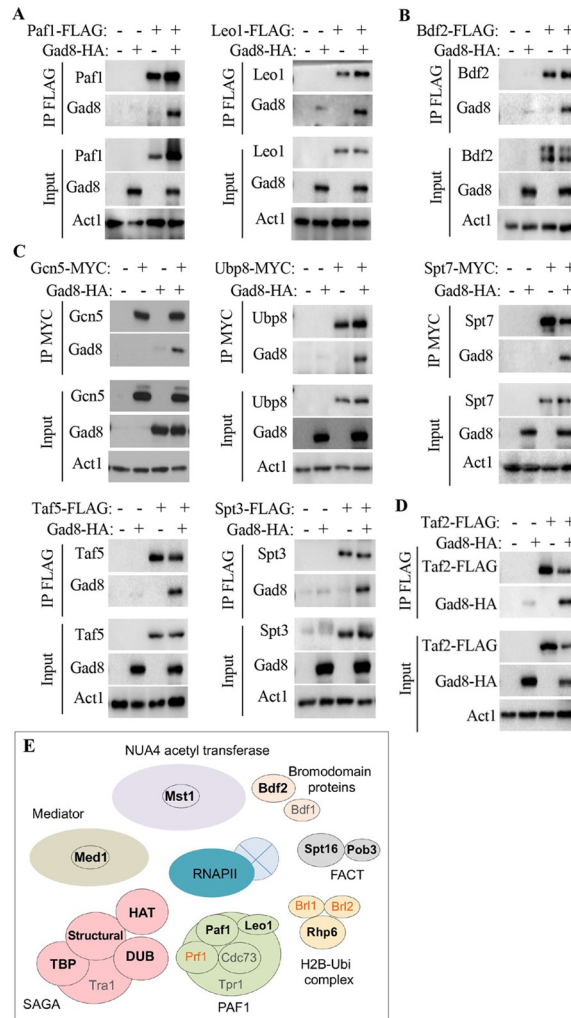 A
Paf1-FLAG: - - + +
Gad8-HA: - + - +
IP FLAG
Paf1
Gad8
Input
Paf1
Gad8
Act1
Leo1-FLAG: - - + +
Gad8-HA: - + - +
IP FLAG
Leo1
Gad8
Input
Leo1
Gad8
Act1
B
Bdf2-FLAG: - - + +
Gad8-HA: - + - +
IP FLAG
Bdf2
Gad8
Input
Bdf2
Gad8
Act1
C
Gcn5-MYC: - + - +
Gad8-HA: - - + +
IP MYC
Gcn5
Gad8
Input
Gcn5
Gad8
Act1
Ubp8-MYC: - - + +
Gad8-HA: - + - +
IP MYC
Ubp8
Gad8
Input
Ubp8
Gad8
Act1
Spt7-MYC: - - + +
Gad8-HA: - + - +
IP MYC
Spt7
Gad8
Input
Spt7
Gad8
Act1
Taf5-FLAG: - - + +
Gad8-HA: - + - +
IP FLAG
Taf5
Gad8
Input
Taf5
Gad8
Act1
Spt3-FLAG: - - + +
Gad8-HA: - + - +
IP FLAG
Spt3
Gad8
Input
Spt3
Gad8
Act1
D
Taf2-FLAG: - - + +
Gad8-HA: - + - +
IP FLAG
Taf2-FLAG
Gad8-HA
Input
Taf2-FLAG
Gad8-HA
Act1
E
NUA4 acetyl transferase
Mst1
Bdf2
Bromodomain
proteins
Bdf1
Mediator
Med1
RNAPII
Spt16
Pob3
FACT
HAT
Structural
TBP
DUB
Tra1
SAGA
Paf1
Leo1
Prf1
Cdc73
Tpr1
PAF1
Brl1
Brl2
Rhp6
H2B-Ubi
complex